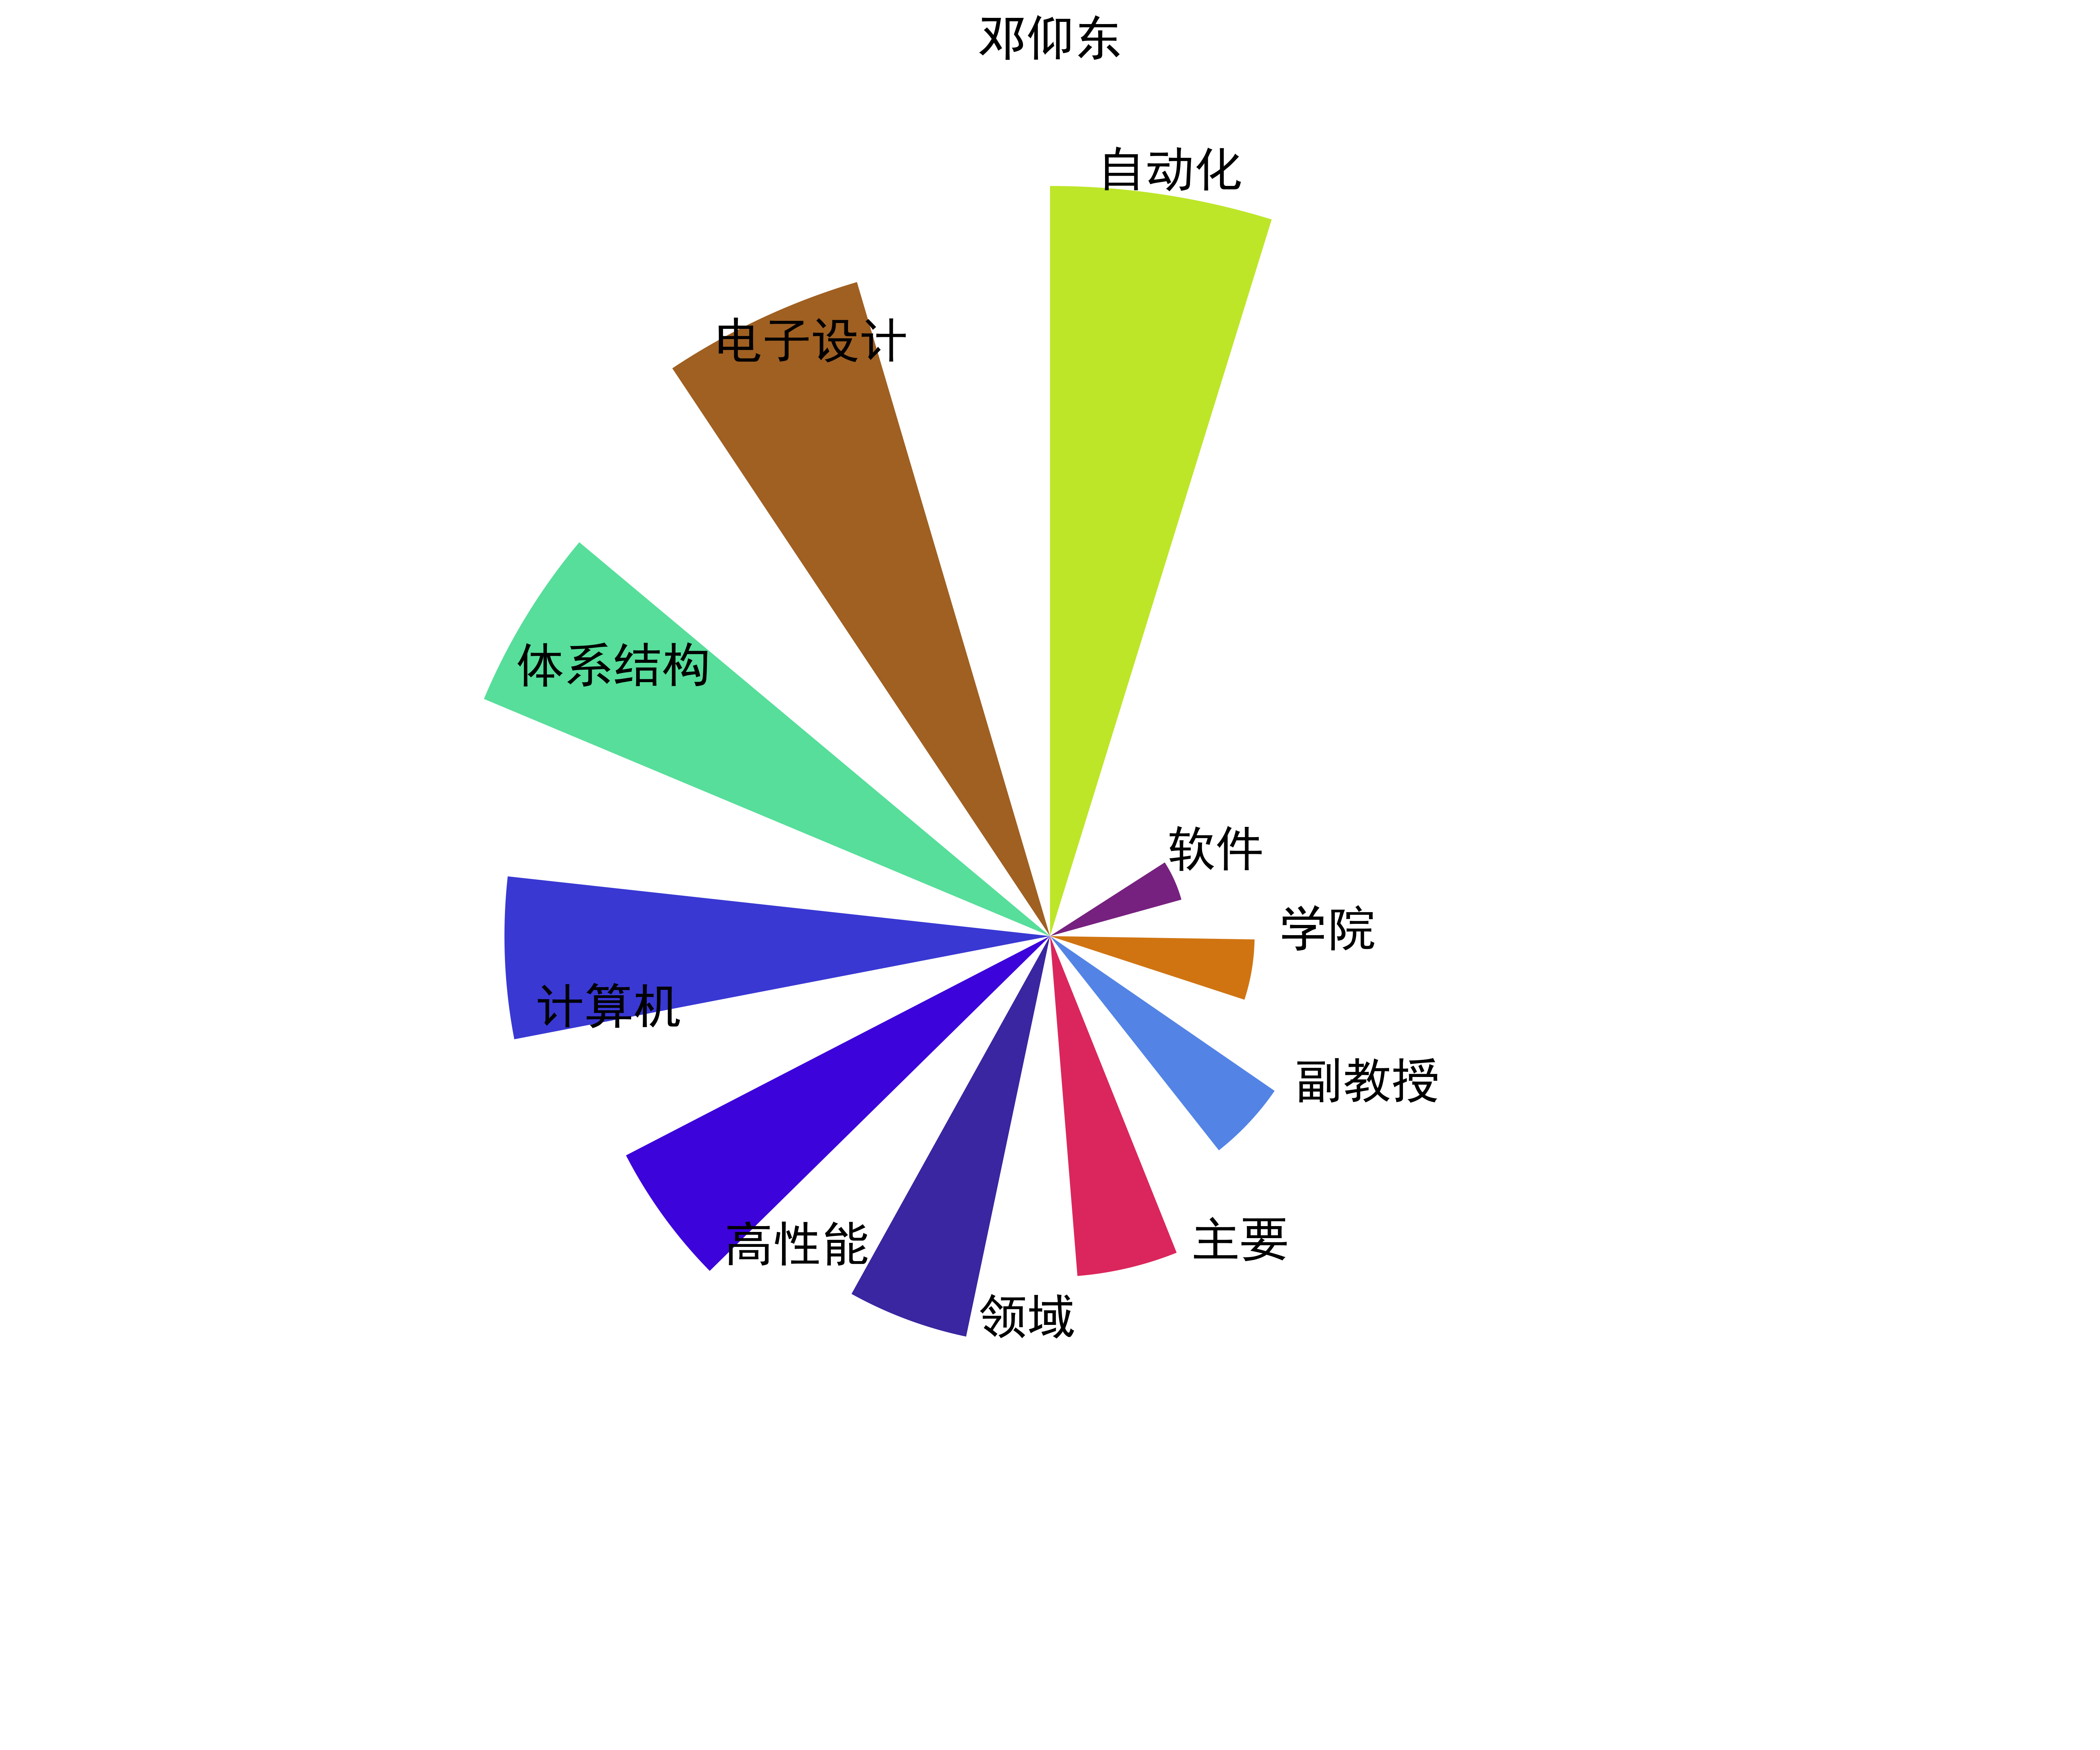 邓仰东
自动化
电子设计
体系结构
软件
学院
计算机
副教授
主要
高性能
领域